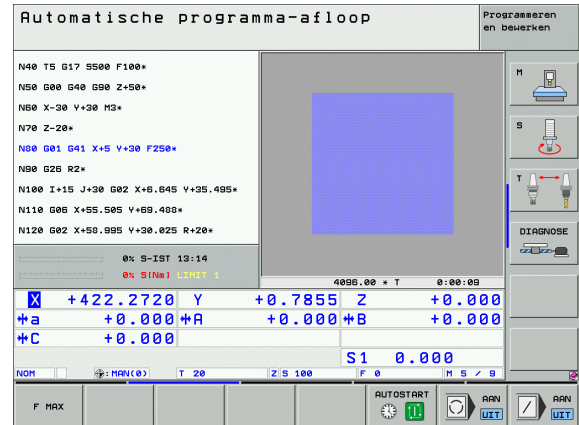 Automatische programma-afloop
Programmeren
en bewerken
N40 T5 G17 S500 F100*
N50 G00 G40 G90 Z+50*
N60 X-30 Y+30 M3*
N70 Z-20*
N80 G01 G41 X+5 Y+30 F250*
N90 G26 R2*
N100 I+15 J+30 G02 X+6.645 Y+35.495*
N110 G06 X+55.505 Y+69.488*
N120 G02 X+58.995 Y+30.025 R+20*
0% S-IST 13:14
0% S[Nm] LIMIT 1
4096.00 * T 0:00:09
M
S
T
DIAGNOSE
X +422.2720 Y +0.7855 Z +0.000
a +0.000 A +0.000 B +0.000
C +0.000
S1 0.000
NOM : MAN(0) T 20 Z S 100 F 0 M 5 / 9
F MAX
AUTOSTART
AAN
UIT
AAN
UIT